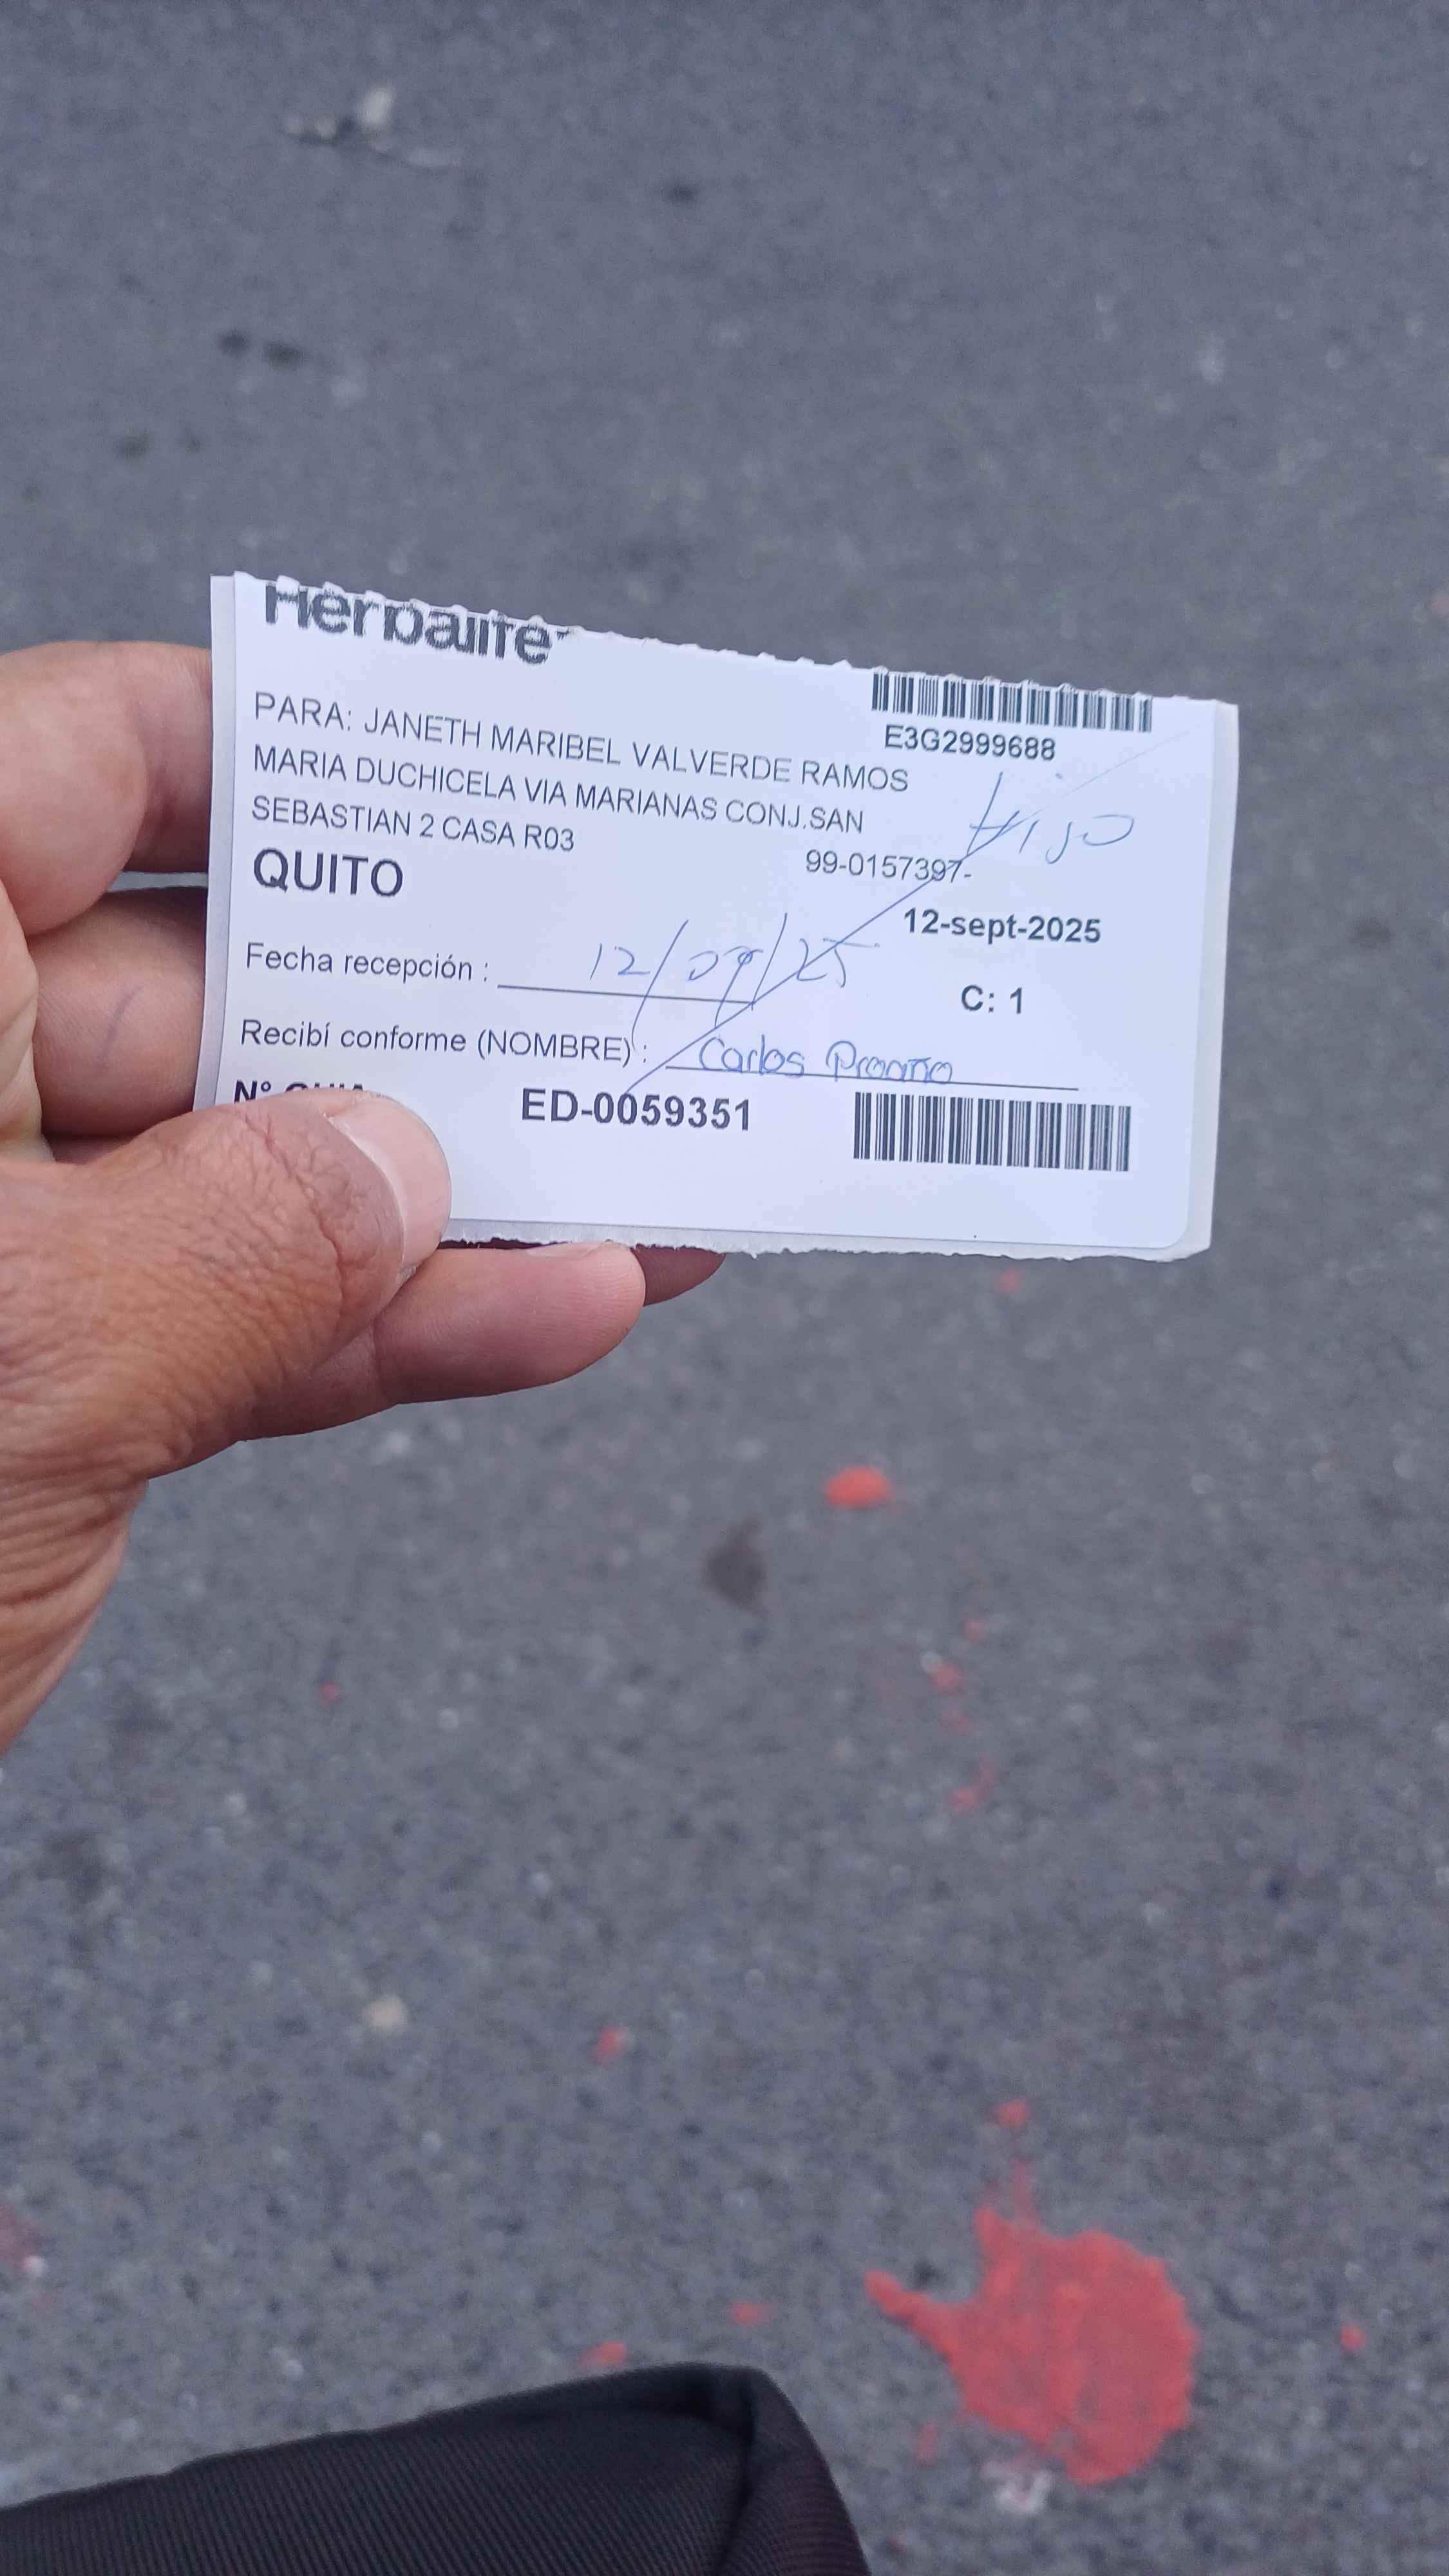 Herbalife
E3G2999688
PARA: JANETH MARIBEL VALVERDE RAMOS
MARIA DUCHICELA VIA MARIANAS CONJ.SAN
SEBASTIAN 2 CASA R03
Hijo
99-0157397-
QUITO
12-sept-2025
Fecha recepción : 12/09/25
C: 1
Recibí conforme (NOMBRE) : Carlos
Nº
ED-0059351